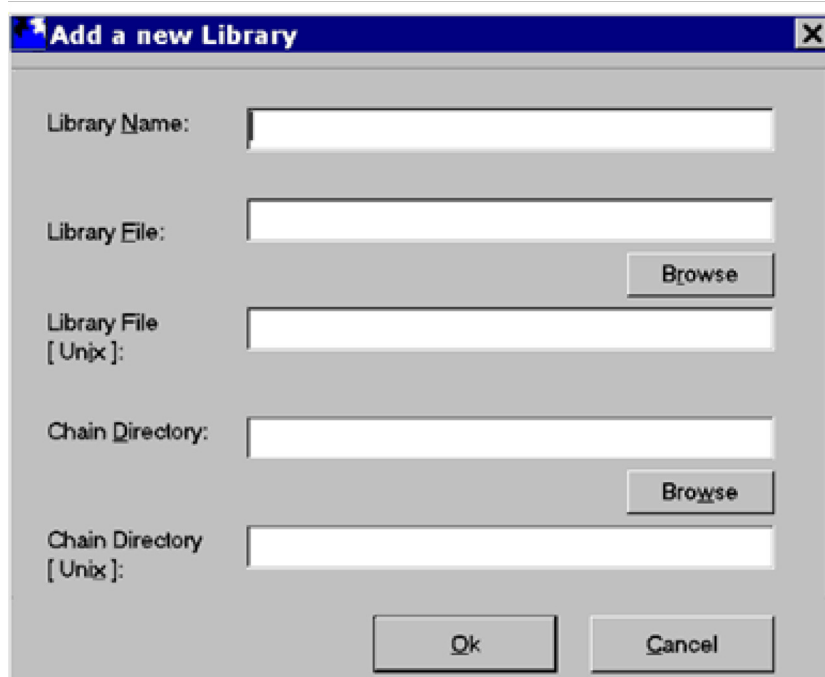 Add a new Library
Library Name:
Library File:
Browse
Library File
[ Unix ]:
Chain Directory:
Browse
Chain Directory
[ Unix ]:
Ok
Cancel